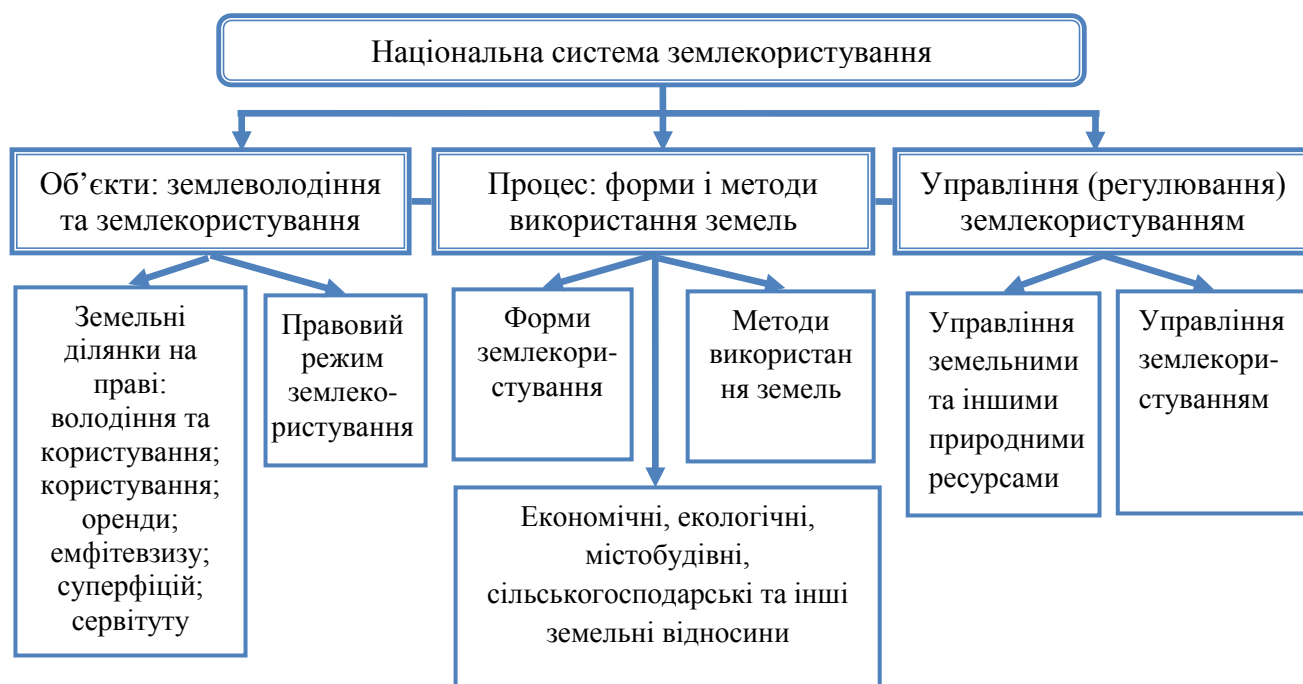 Національна система землекористування
Об’єкти: землеволодіння
та землекористування
Процес: форми і методи
використання земель
Управління (регулювання)
землекористуванням
Земельні
ділянки на
праві:
володіння та
користування;
користування;
оренди;
емфітевзизу;
суперфіцій;
сервітуту
Правовий
режим
землеко-
ристування
Форми
землекори-
стування
Методи
використан
ня земель
Економічні, екологічні,
містобудівні,
сільськогосподарські та інші
земельні відносини
Управління
земельними
та іншими
природними
ресурсами
Управління
землекори-
стуванням